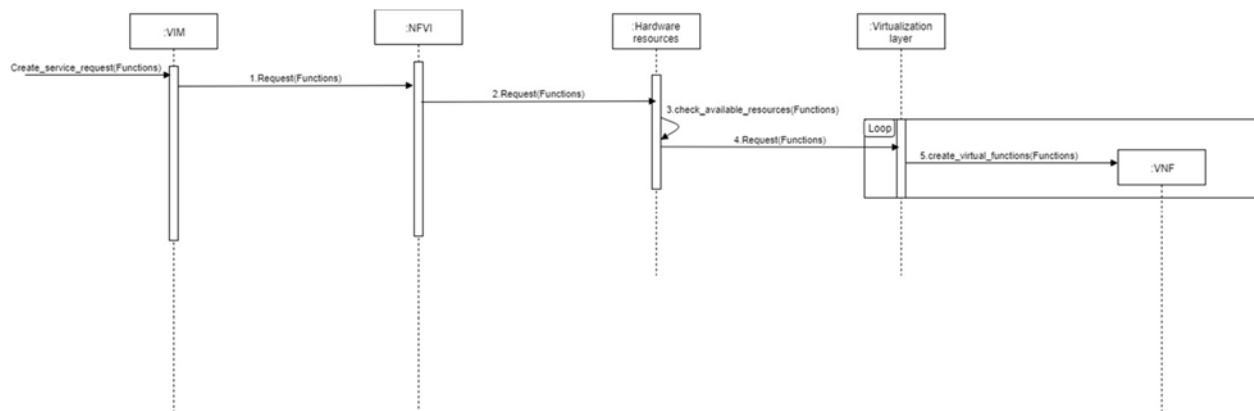 :VIM
:NFVI
:Hardware
resources
:Virtualization
layer
Create_service_request(Functions)
1.Request(Functions)
2.Request(Functions)
3.check_available_resources(Functions)
4.Request(Functions)
Loop
5.create_virtual_functions(Functions)
:VNF